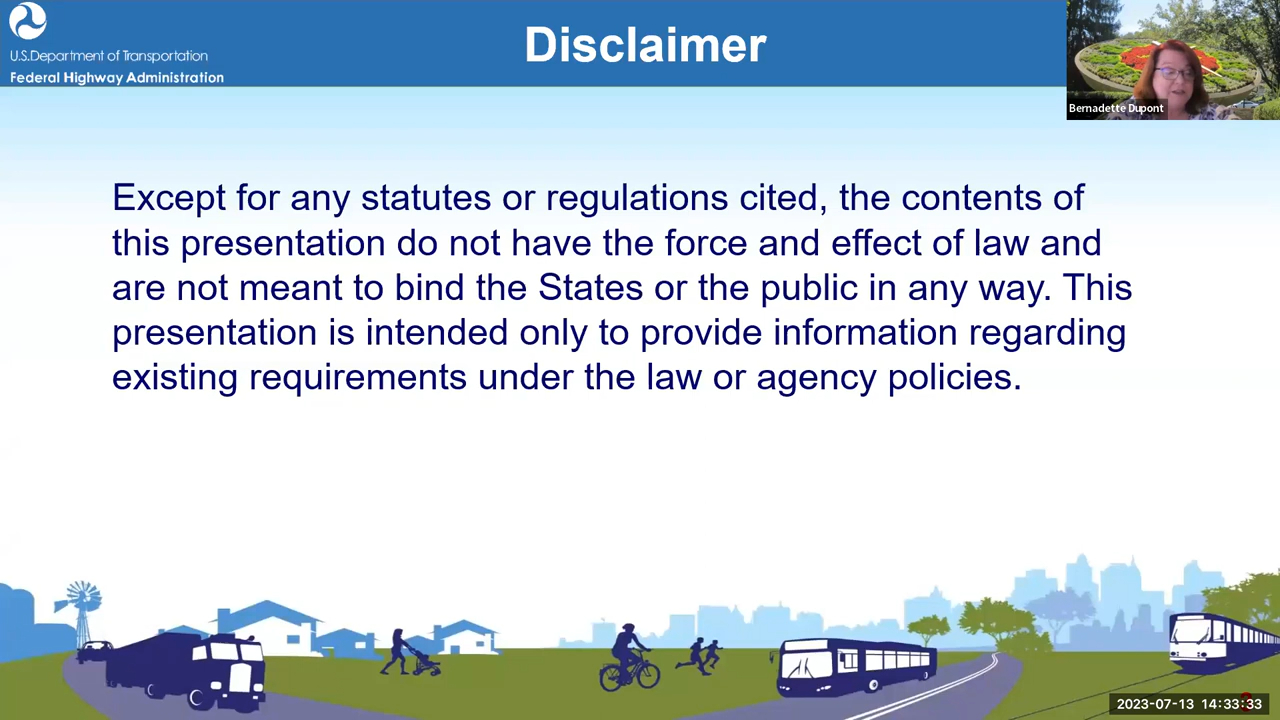 U.S.Department of Transportation
Federal Highway Administration
Disclaimer
Bernadette Dupont
Except for any statutes or regulations cited, the contents of
this presentation do not have the force and effect of law and
are not meant to bind the States or the public in any way. This
presentation is intended only to provide information regarding
existing requirements under the law or agency policies.
2023-07-13 14:33:33